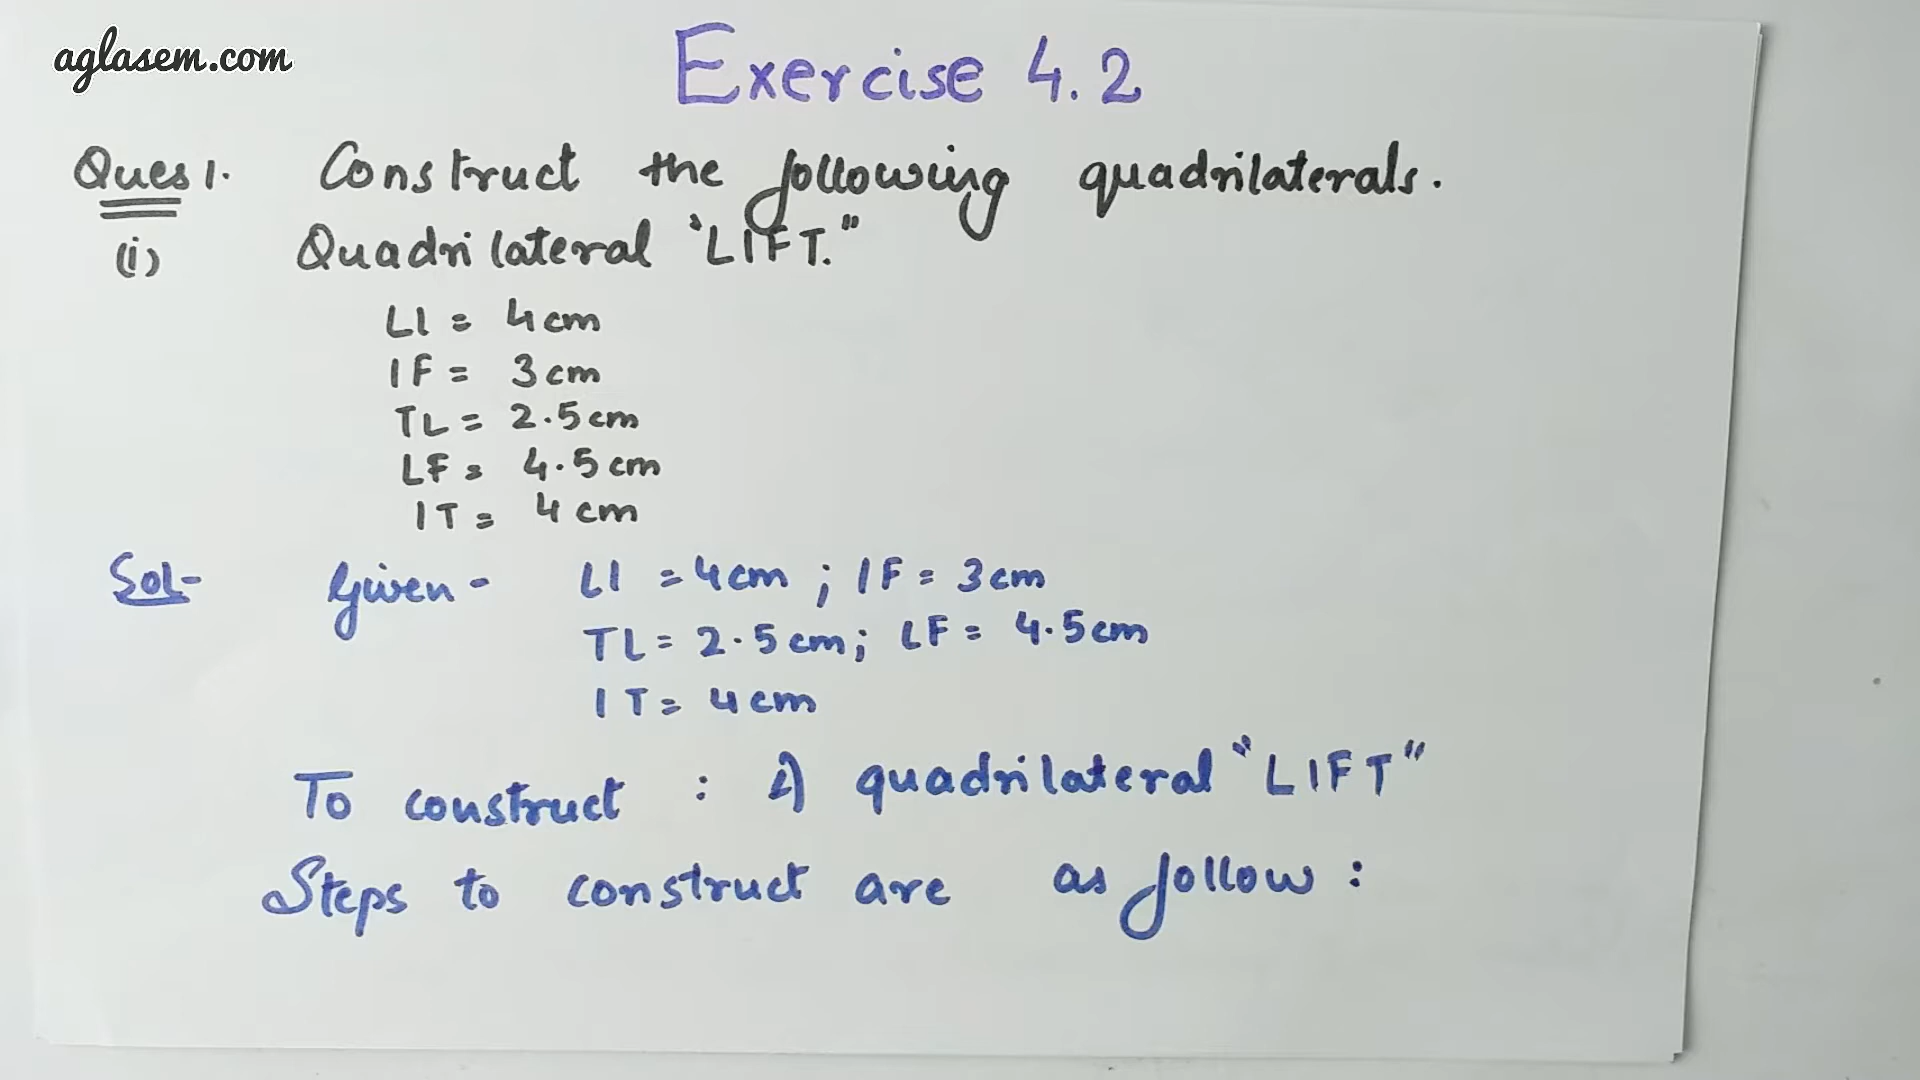 aglasem.com
Exercise 4.2
Ques 1. Construct the following quadrilaterals.
(i) Quadrilateral "LIFT."
LI = 4cm
IF = 3cm
TL = 2.5cm
LF = 4.5cm
IT = 4cm
Sol- Given- LI = 4cm ; IF = 3cm
TL = 2.5cm; LF = 4.5cm
IT = 4cm
To construct : A quadrilateral "LIFT"
Steps to construct are as follow :